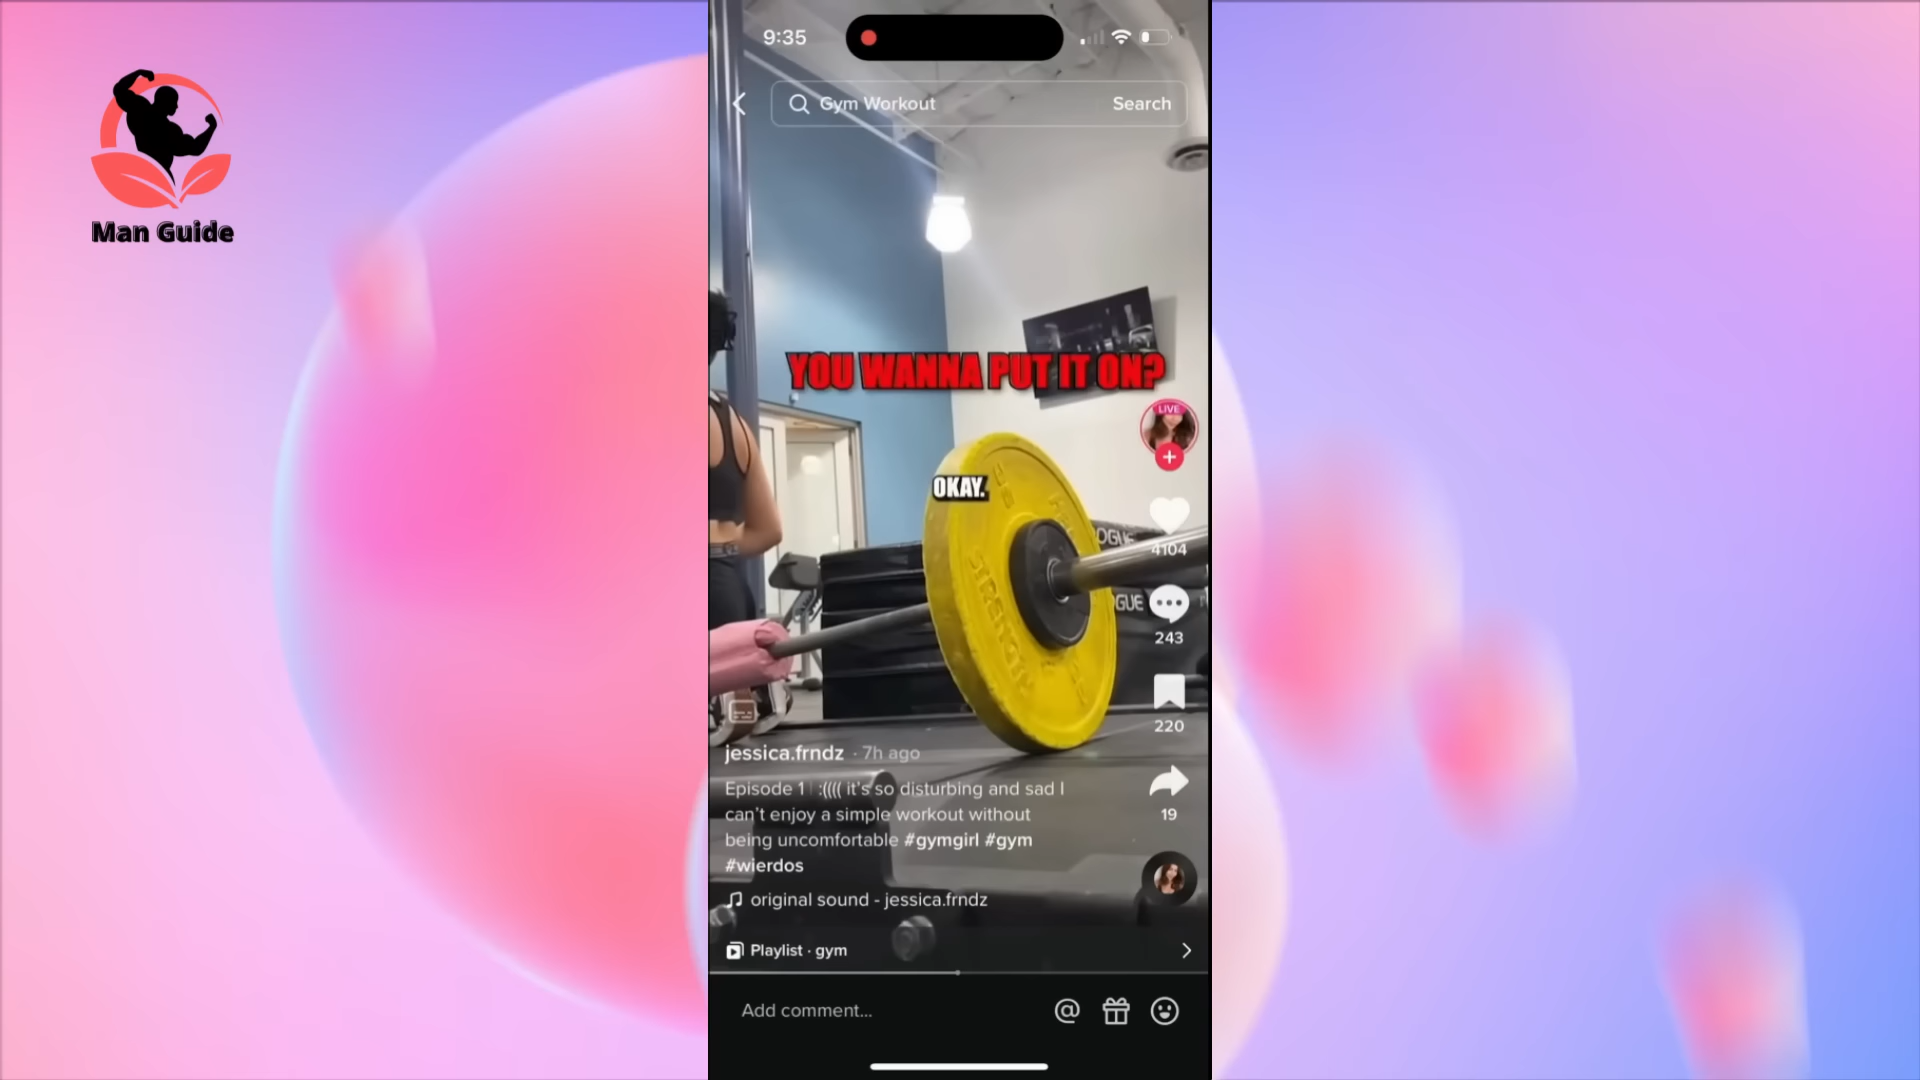 Man Guide
9:35
Gym Workout
Search
YOU WANNA PUT IT ON?
LIVE
OKAY.
4104
243
220
jessica.frndz · 7h ago
Episode 1 :(((( it's so disturbing and sad I
can't enjoy a simple workout without
being uncomfortable #gymgirl #gym
#wierdos
19
original sound - jessica.frndz
Playlist · gym
Add comment...